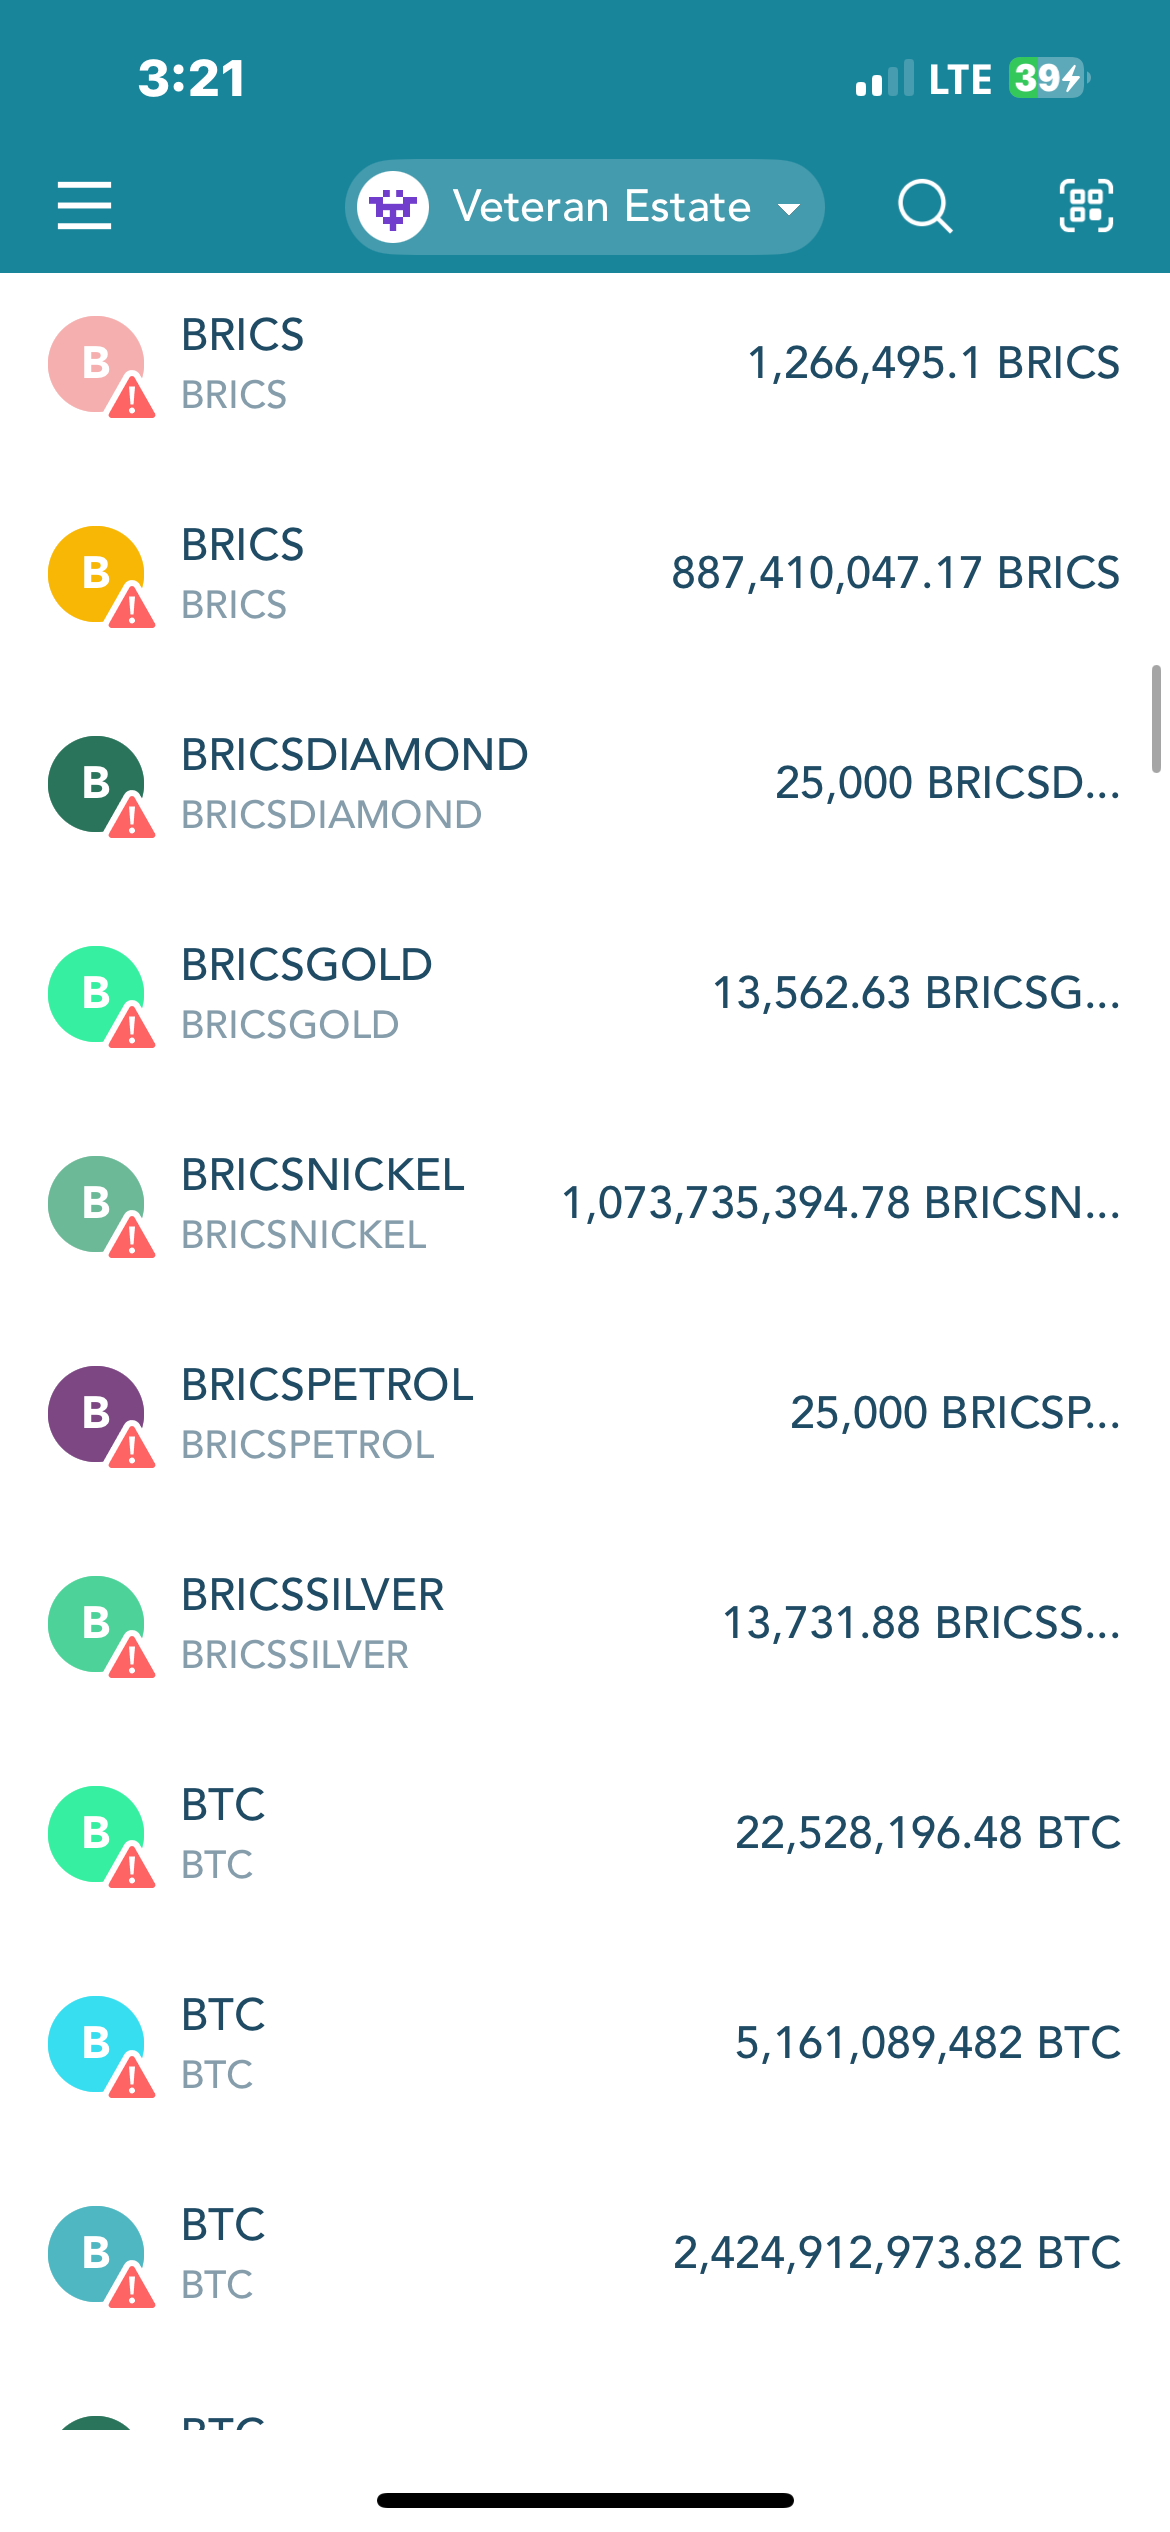 3:21
LTE 39
Veteran Estate
B
BRICS
BRICS
1,266,495.1 BRICS
B
BRICS
BRICS
887,410,047.17 BRICS
B
BRICSDIAMOND
BRICSDIAMOND
25,000 BRICSD...
B
BRICSGOLD
BRICSGOLD
13,562.63 BRICSG...
B
BRICSNICKEL
BRICSNICKEL
1,073,735,394.78 BRICSN...
B
BRICSPETROL
BRICSPETROL
25,000 BRICSP...
B
BRICSSILVER
BRICSSILVER
13,731.88 BRICSS...
B
BTC
BTC
22,528,196.48 BTC
B
BTC
BTC
5,161,089,482 BTC
B
BTC
BTC
2,424,912,973.82 BTC
BTC